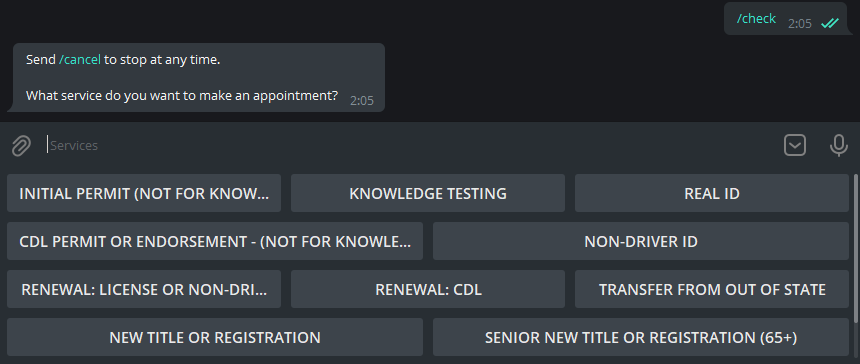 /check 2:05
Send /cancel to stop at any time.
What service do you want to make an appointment? 2:05
Services
INITIAL PERMIT (NOT FOR KNOW... KNOWLEDGE TESTING REAL ID
CDL PERMIT OR ENDORSEMENT - (NOT FOR KNOWLE... NON-DRIVER ID
RENEWAL: LICENSE OR NON-DRI... RENEWAL: CDL TRANSFER FROM OUT OF STATE
NEW TITLE OR REGISTRATION SENIOR NEW TITLE OR REGISTRATION (65+)